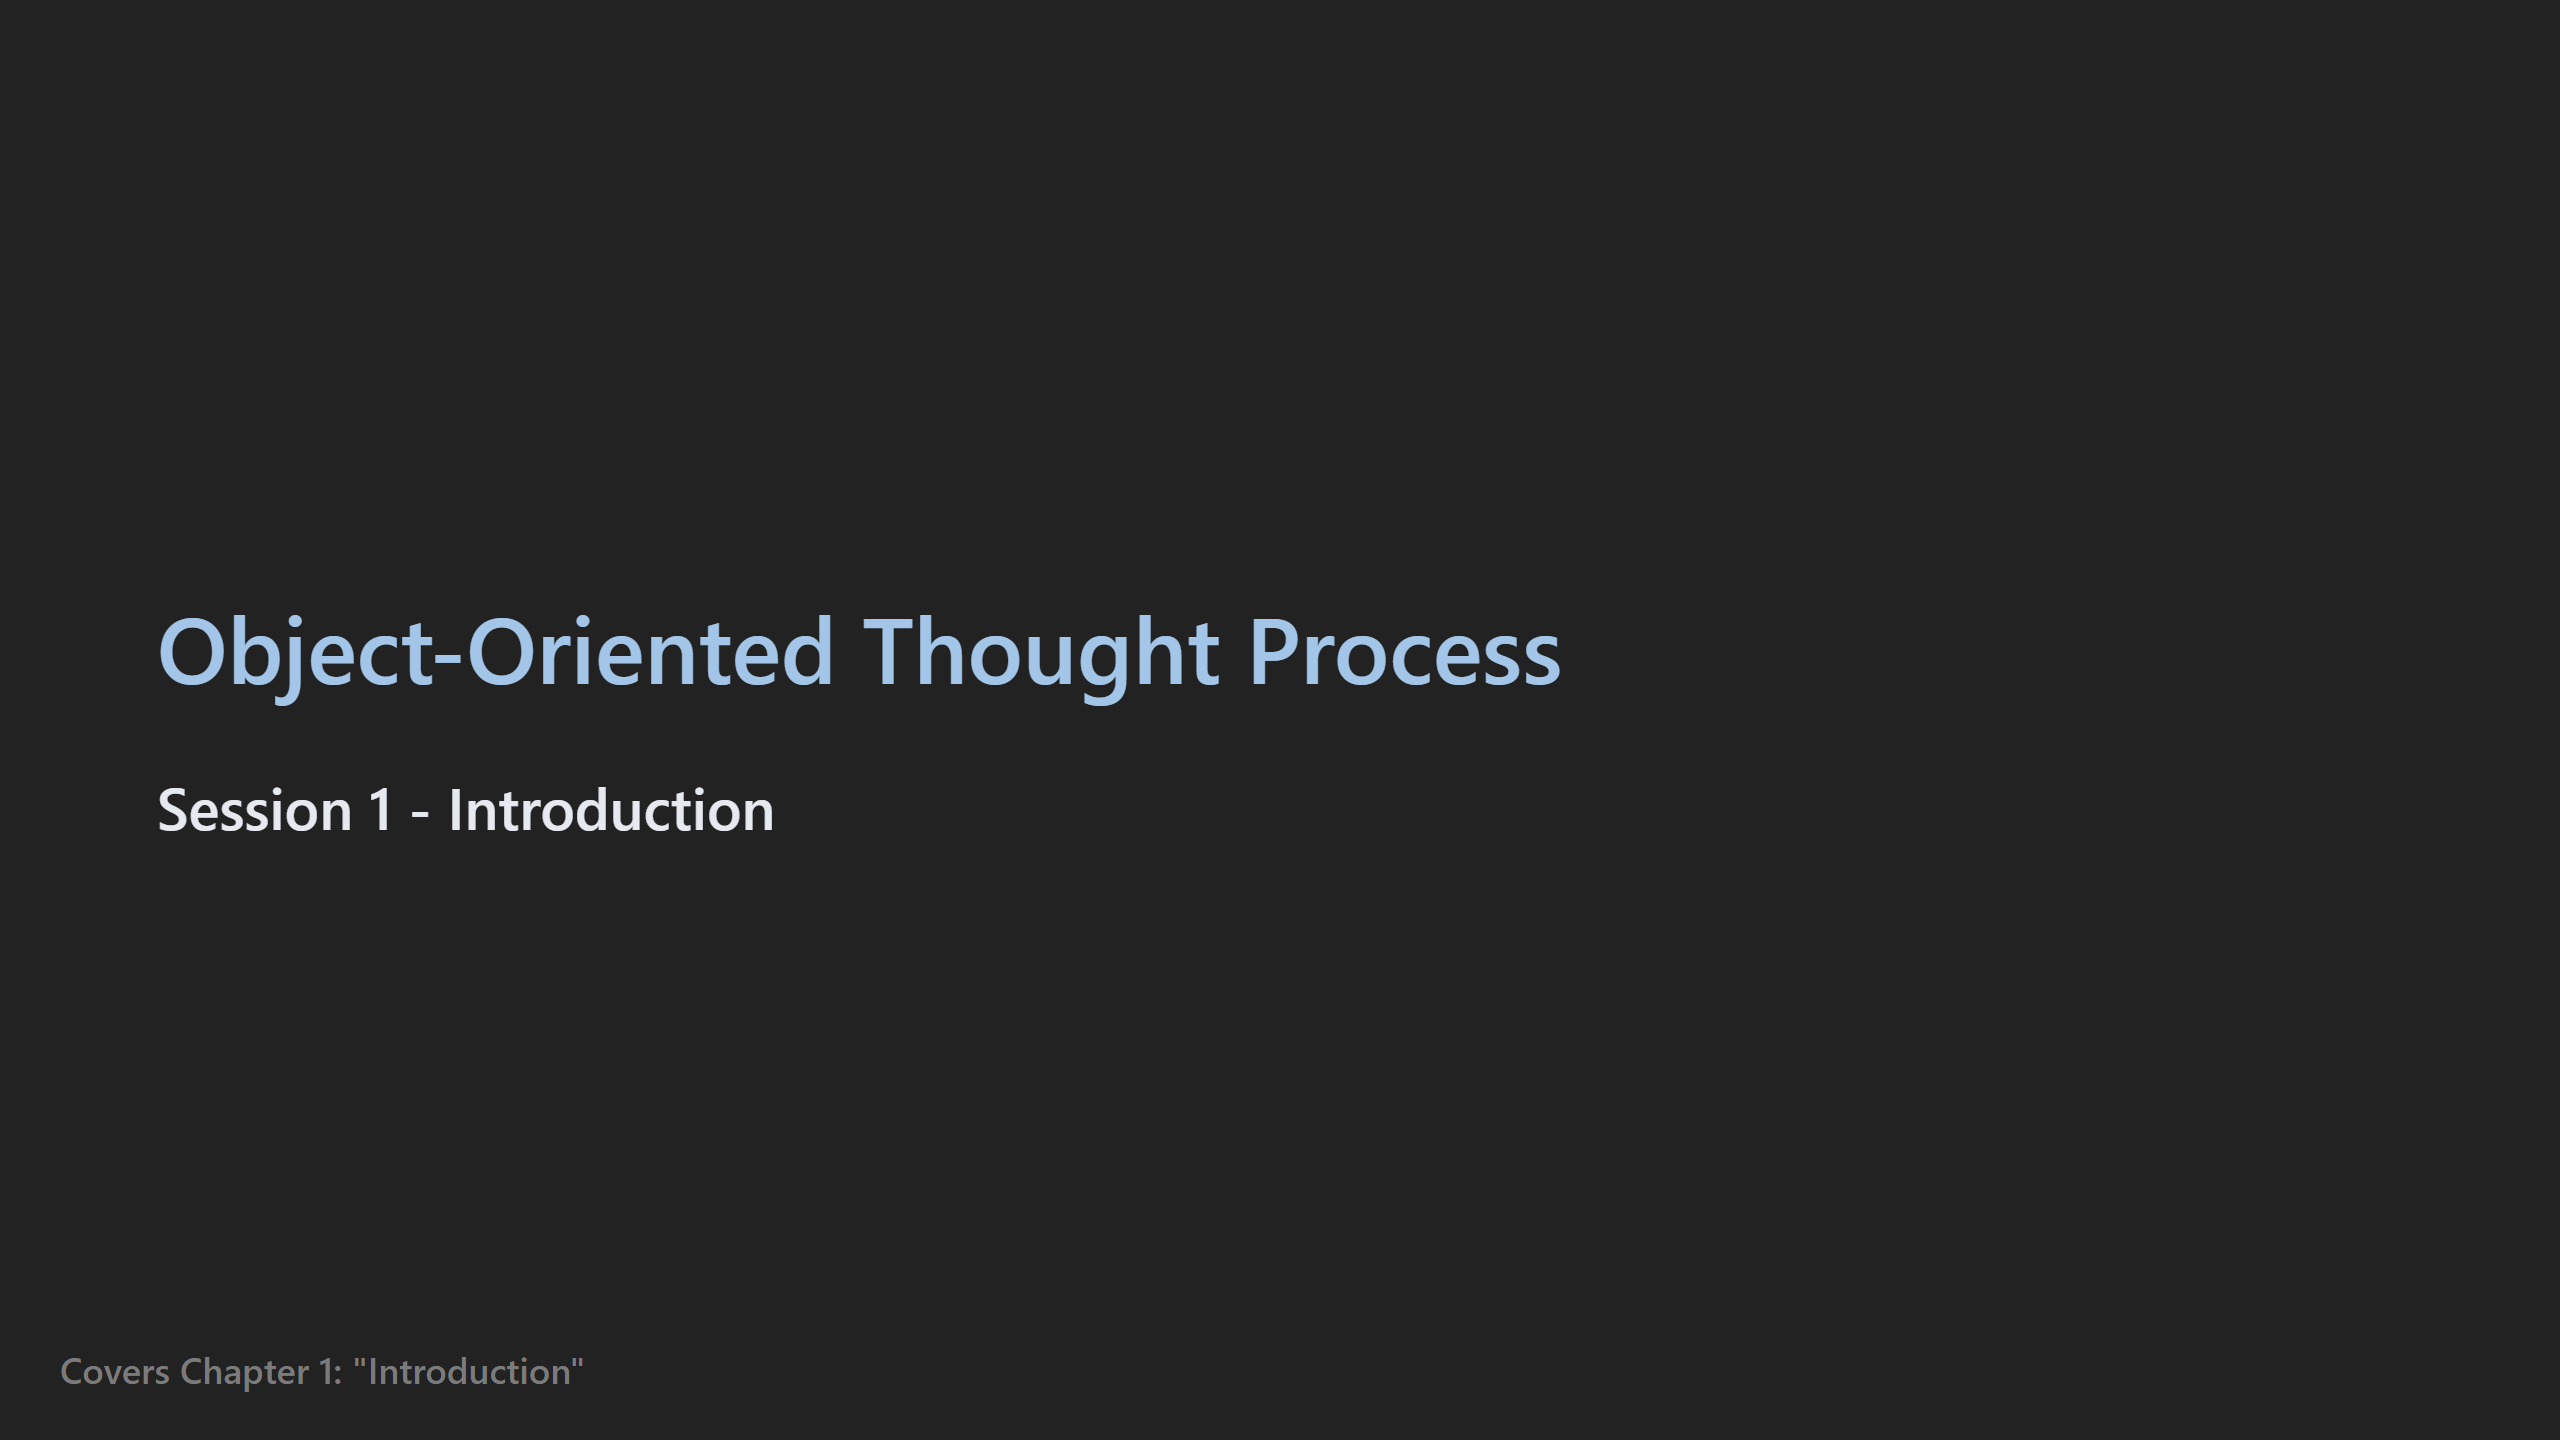 Object-Oriented Thought Process
Session 1 - Introduction
Covers Chapter 1: "Introduction"